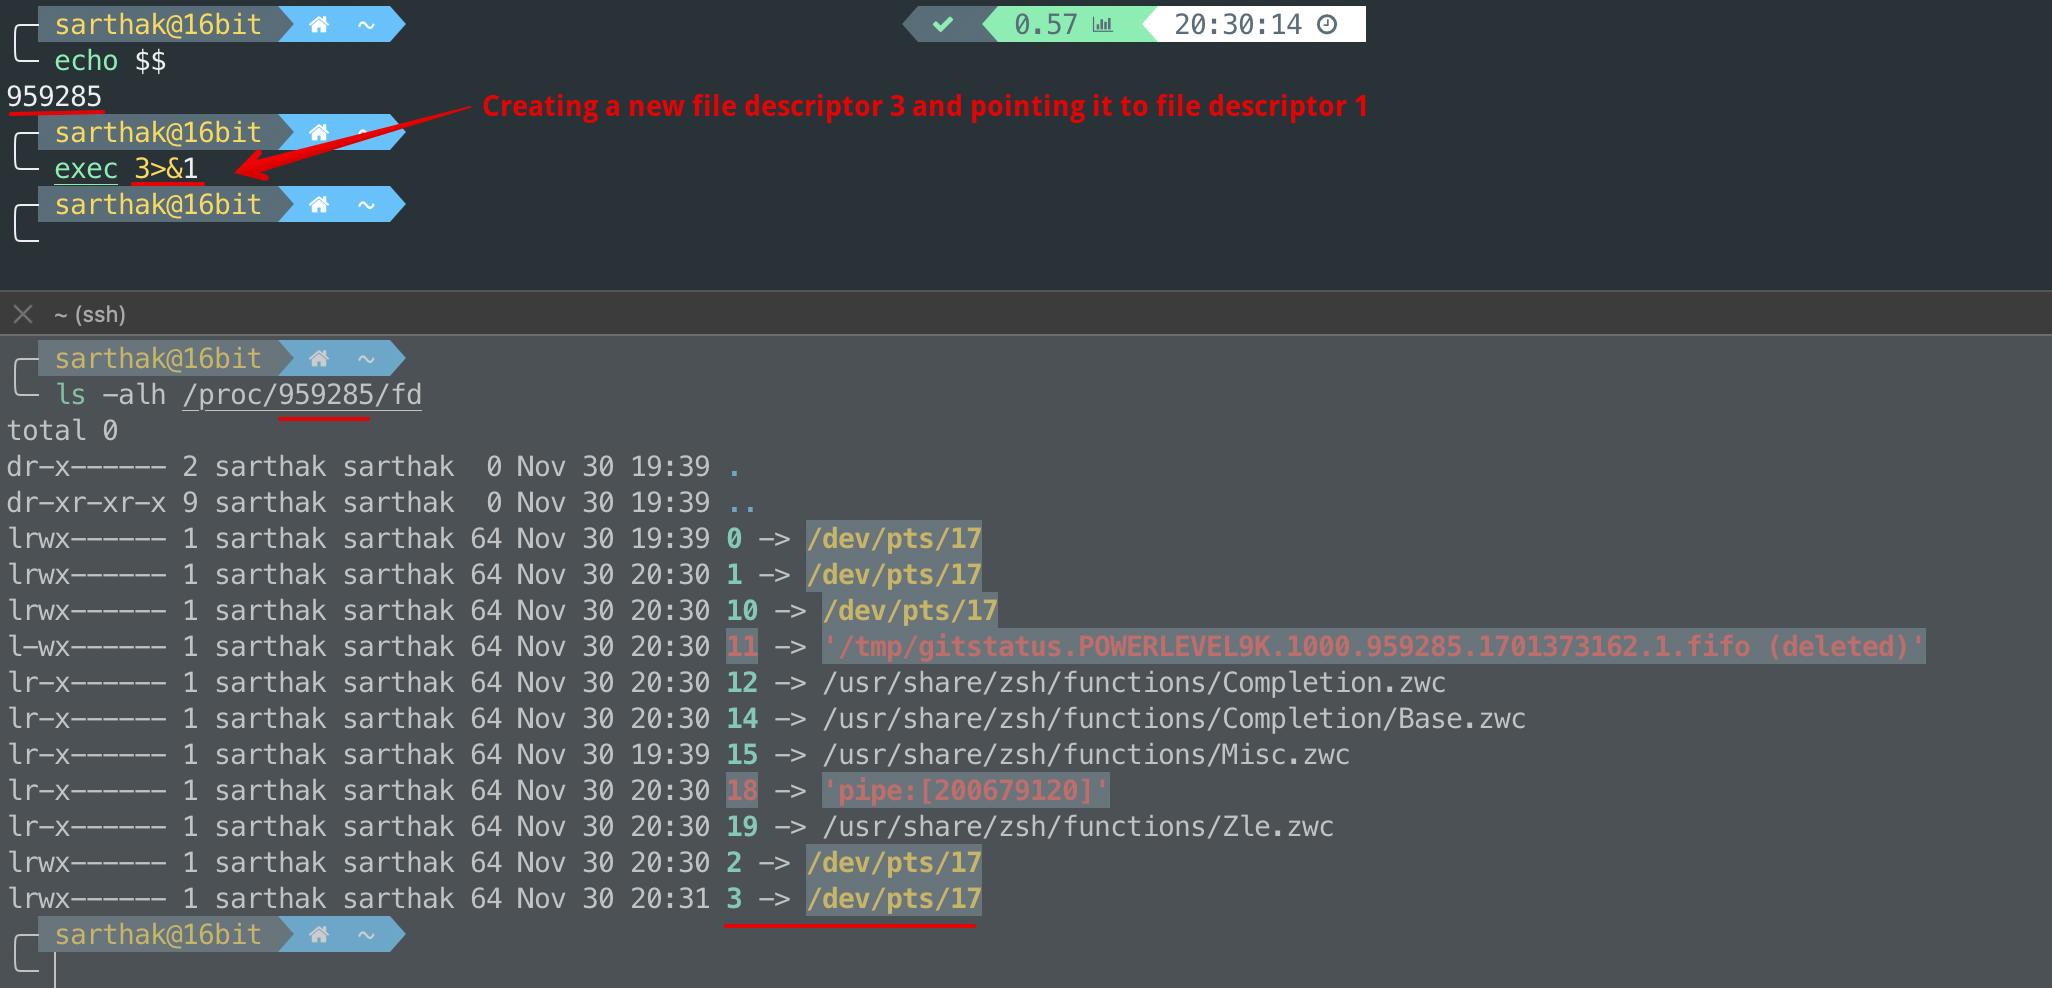 sarthak@16bit ~ ✔ 0.57 20:30:14
echo $$
959285
Creating a new file descriptor 3 and pointing it to file descriptor 1
sarthak@16bit ~
exec 3>&1
sarthak@16bit ~
~ (ssh)
sarthak@16bit ~
ls -alh /proc/959285/fd
total 0
dr-x------ 2 sarthak sarthak  0 Nov 30 19:39 .
dr-xr-xr-x 9 sarthak sarthak  0 Nov 30 19:39 ..
lrwx------ 1 sarthak sarthak 64 Nov 30 19:39 0 -> /dev/pts/17
lrwx------ 1 sarthak sarthak 64 Nov 30 20:30 1 -> /dev/pts/17
lrwx------ 1 sarthak sarthak 64 Nov 30 20:30 10 -> /dev/pts/17
l-wx------ 1 sarthak sarthak 64 Nov 30 20:30 11 -> '/tmp/gitstatus.POWERLEVEL9K.1000.959285.1701373162.1.fifo (deleted)'
lr-x------ 1 sarthak sarthak 64 Nov 30 20:30 12 -> /usr/share/zsh/functions/Completion.zwc
lr-x------ 1 sarthak sarthak 64 Nov 30 20:30 14 -> /usr/share/zsh/functions/Completion/Base.zwc
lr-x------ 1 sarthak sarthak 64 Nov 30 19:39 15 -> /usr/share/zsh/functions/Misc.zwc
lr-x------ 1 sarthak sarthak 64 Nov 30 20:30 18 -> 'pipe:[200679120]'
lr-x------ 1 sarthak sarthak 64 Nov 30 20:30 19 -> /usr/share/zsh/functions/Zle.zwc
lrwx------ 1 sarthak sarthak 64 Nov 30 20:30 2 -> /dev/pts/17
lrwx------ 1 sarthak sarthak 64 Nov 30 20:31 3 -> /dev/pts/17
sarthak@16bit ~